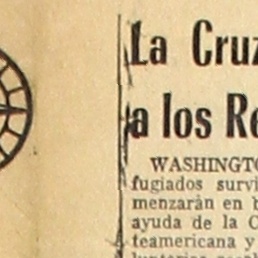 La Cruz
a los Re
WASHINGTO
fugiados survi
menzarán en b
ayuda de la C
teamericana y